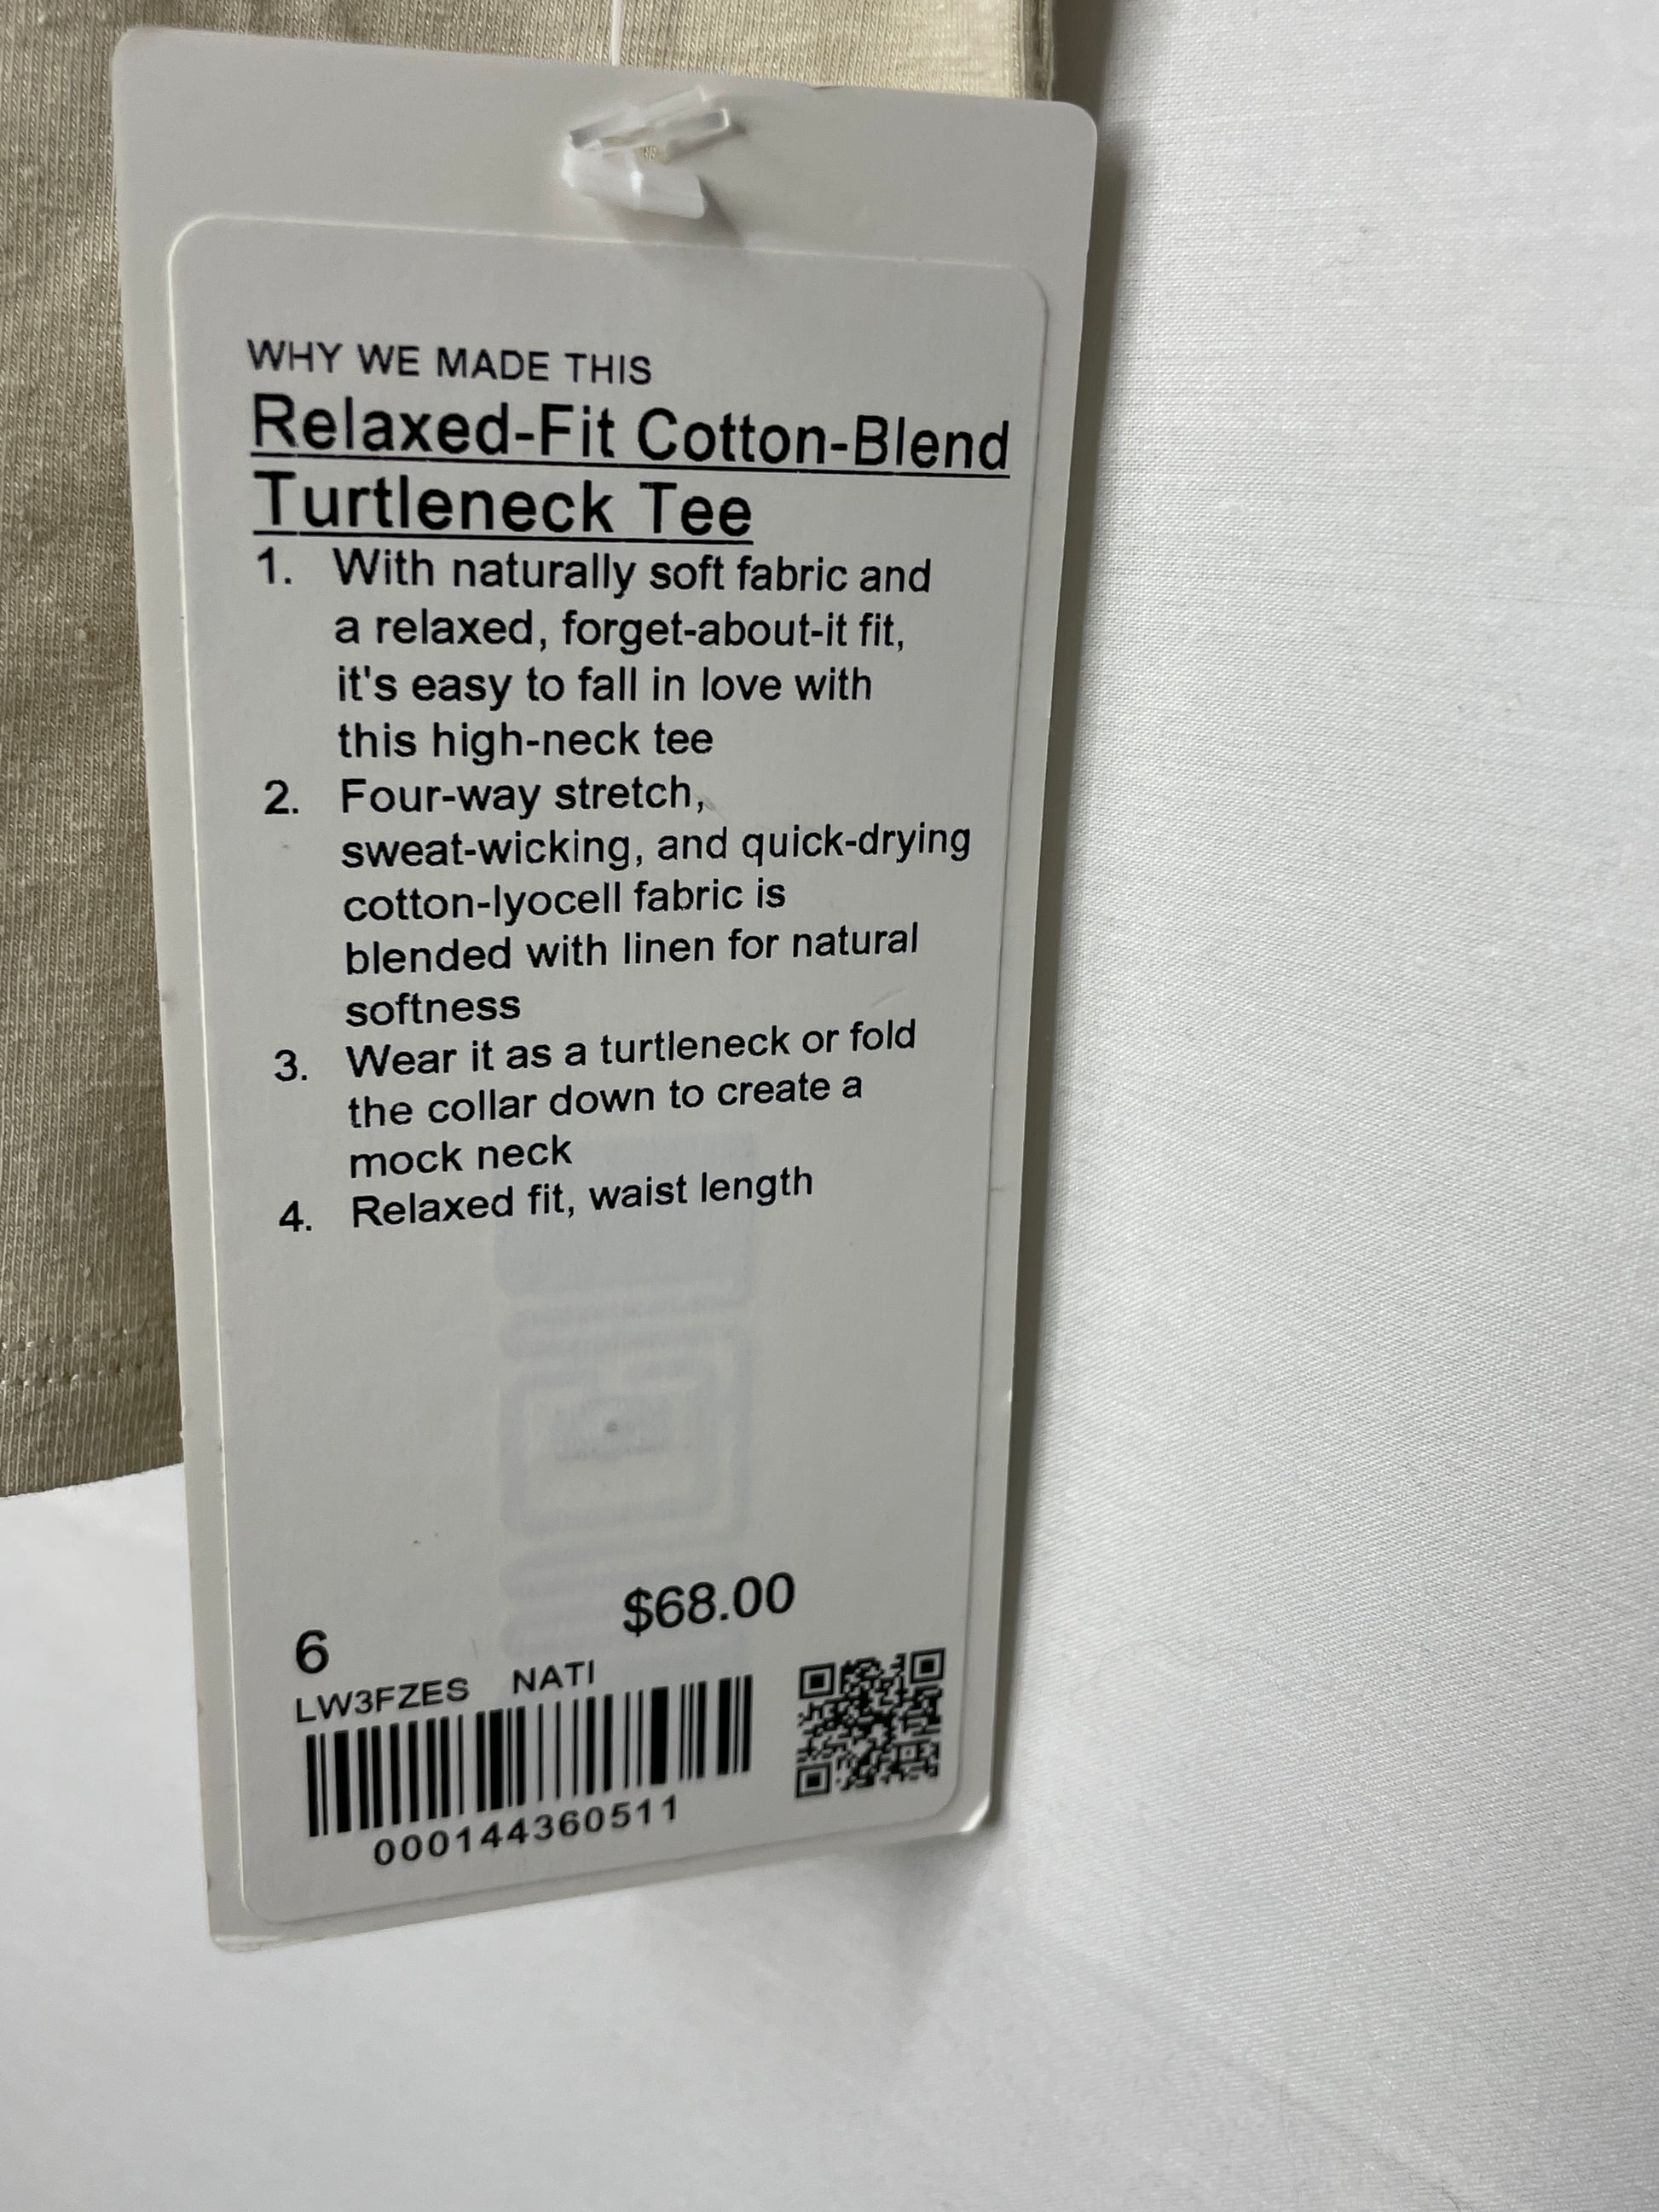 WHY WE MADE THIS
Relaxed-Fit Cotton-Blend
Turtleneck Tee
1. With naturally soft fabric and
a relaxed, forget-about-it fit,
it's easy to fall in love with
this high-neck tee
2. Four-way stretch,
sweat-wicking, and quick-drying
cotton-lyocell fabric is
blended with linen for natural
softness
3. Wear it as a turtleneck or fold
the collar down to create a
mock neck
4. Relaxed fit, waist length
$68.00
6
LW3FZES NATI
000144360511